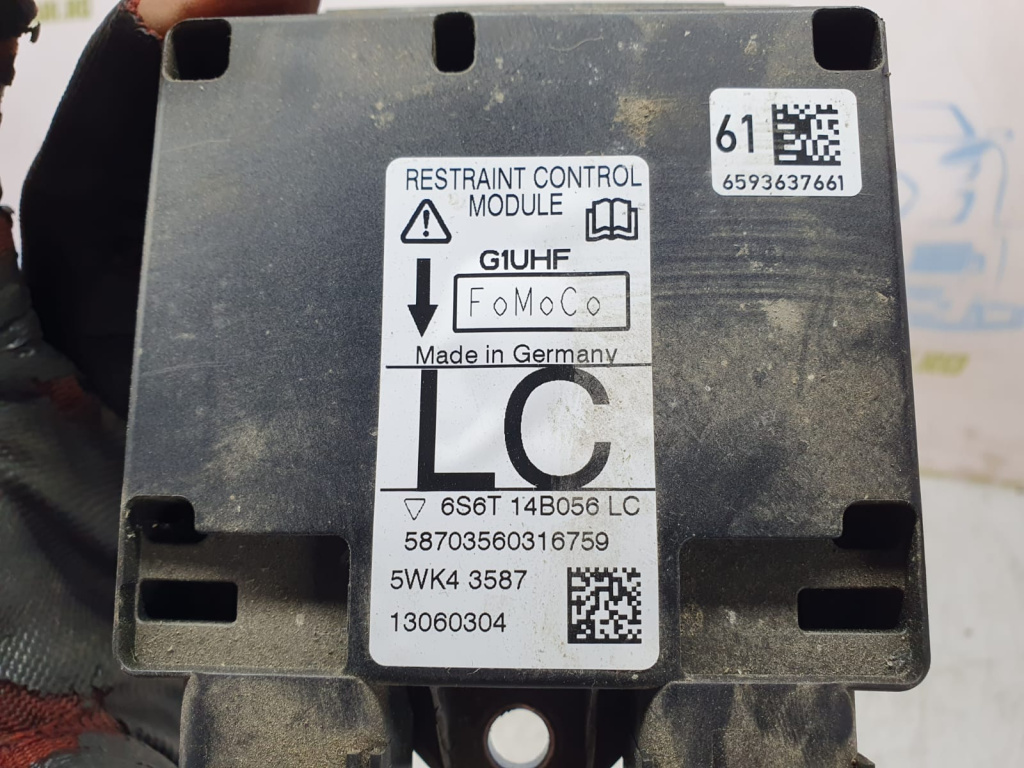 61
6593637661
RESTRAINT CONTROL
MODULE
G1UHF
FoMoCo
Made in Germany
LC
6S6T 14B056 LC
58703560316759
5WK4 3587
13060304